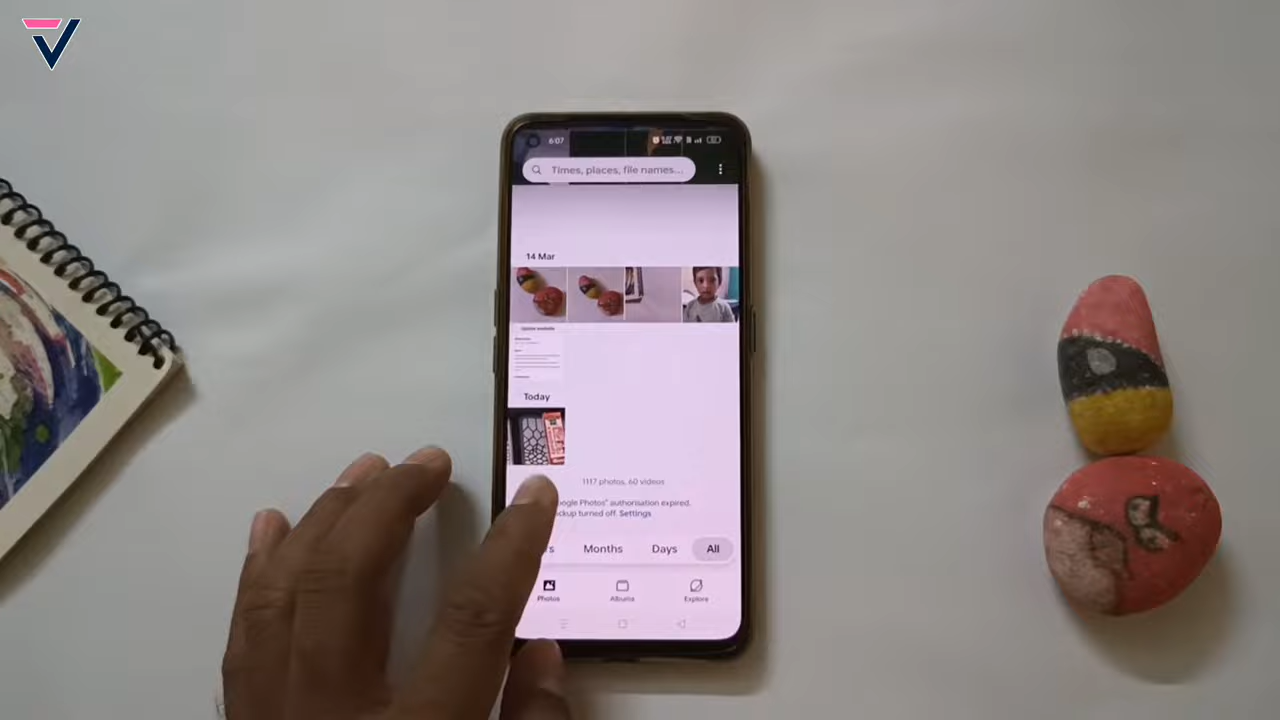 6:07
Times, places, file names...
14 Mar
Today
1117 photos, 60 videos
oogle Photos" authorisation expired.
ckup turned off. Settings
rs Months Days All
Photos Albums Explore